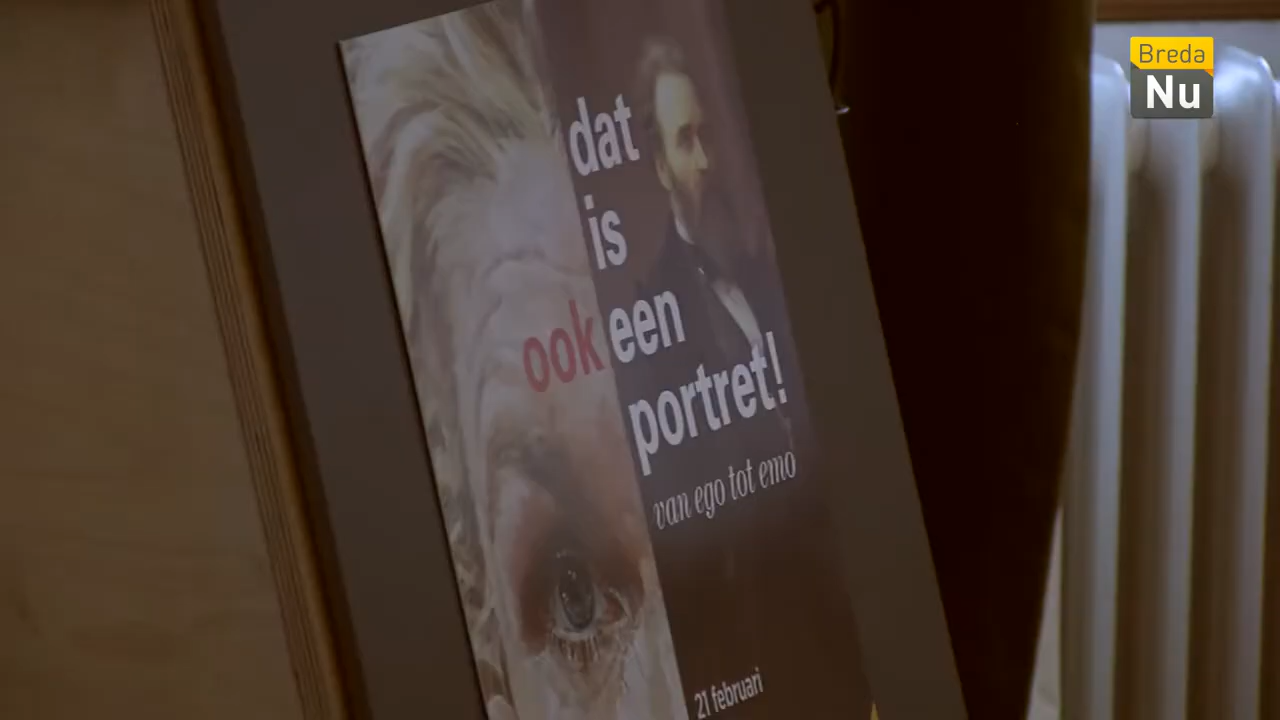 Breda
Nu
dat
is
ook een
portret!
van ego tot emo
21 februari